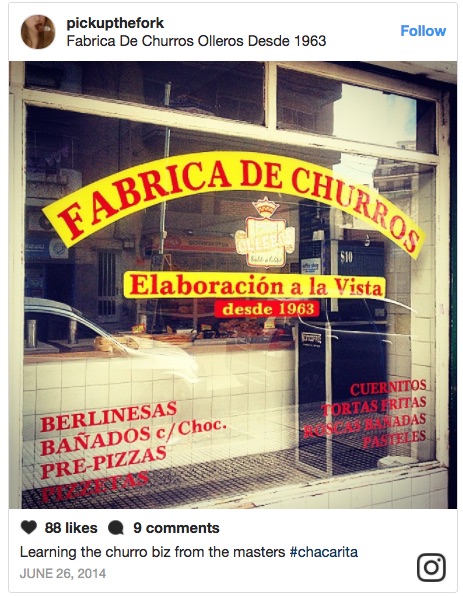 pickupthefork
Fabrica De Churros Olleros Desde 1963
Follow
FABRICA DE CHURROS
OLLEROS
$10
Elaboración a la Vista
desde 1963
BERLINESAS
BAÑADOS c/Choc.
PRE-PIZZAS
PIZZETAS
CUERNITOS
TORTAS FRITAS
ROSCAS BAÑADAS
PASTELES
88 likes
9 comments
Learning the churro biz from the masters #chacarita
JUNE 26, 2014